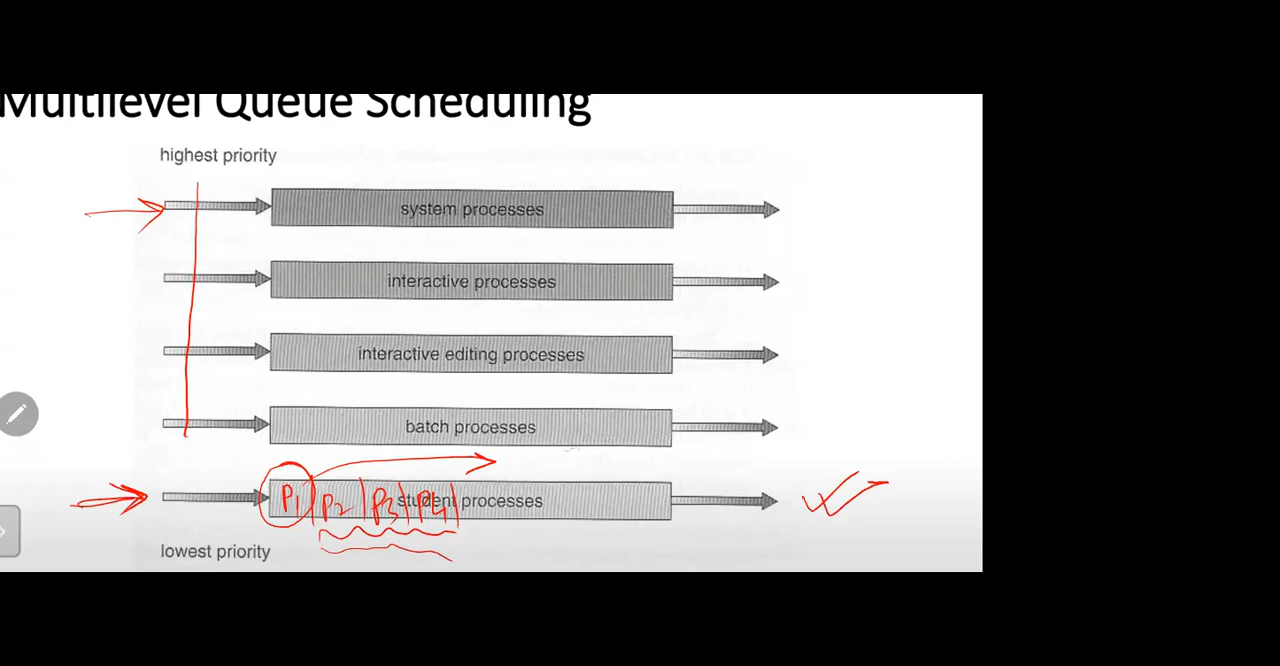 Multilevel Queue Scheduling
highest priority
system processes
interactive processes
interactive editing processes
batch processes
P1 | P2 | P3 | P4 |
student processes
lowest priority